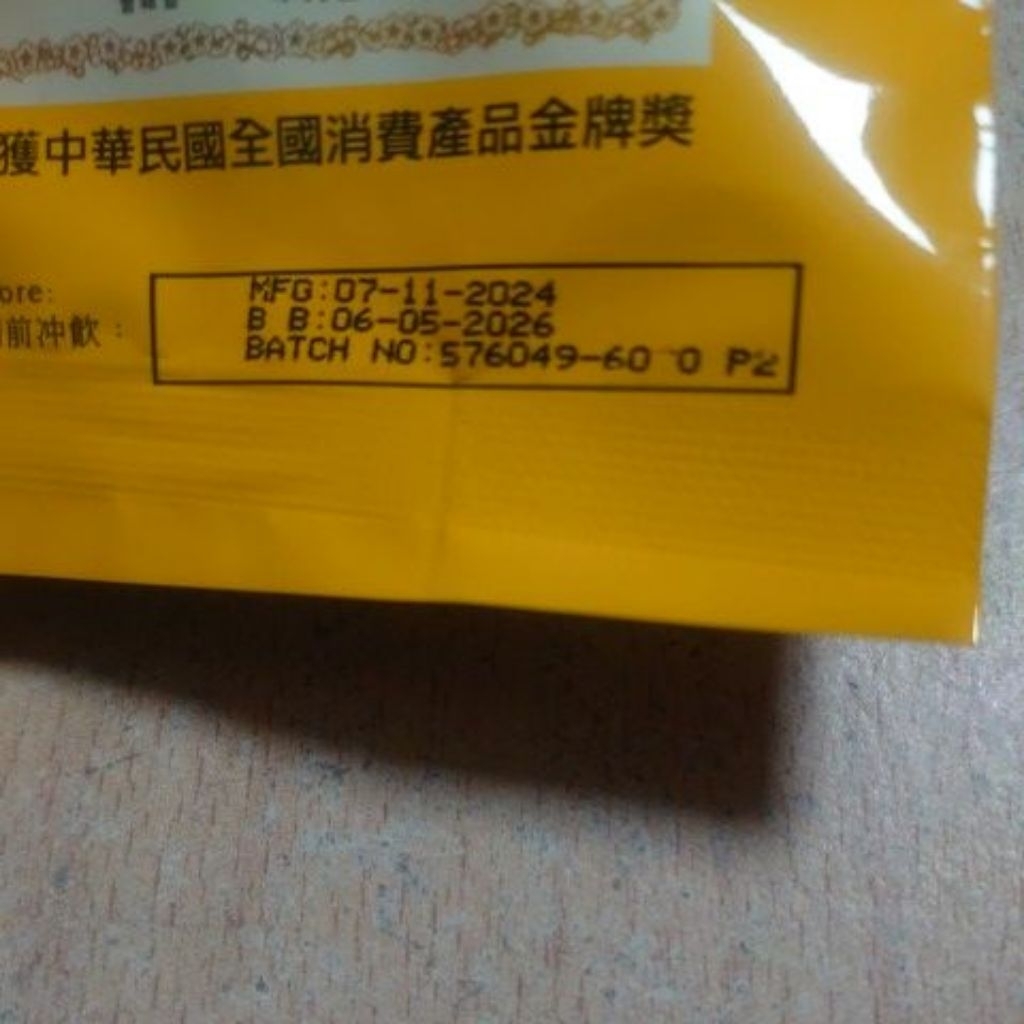 獲中華民國全國消費產品金牌獎
ore:
前沖飲：
MFG:07-11-2024
B B:06-05-2026
BATCH NO:576049-60 0 P2